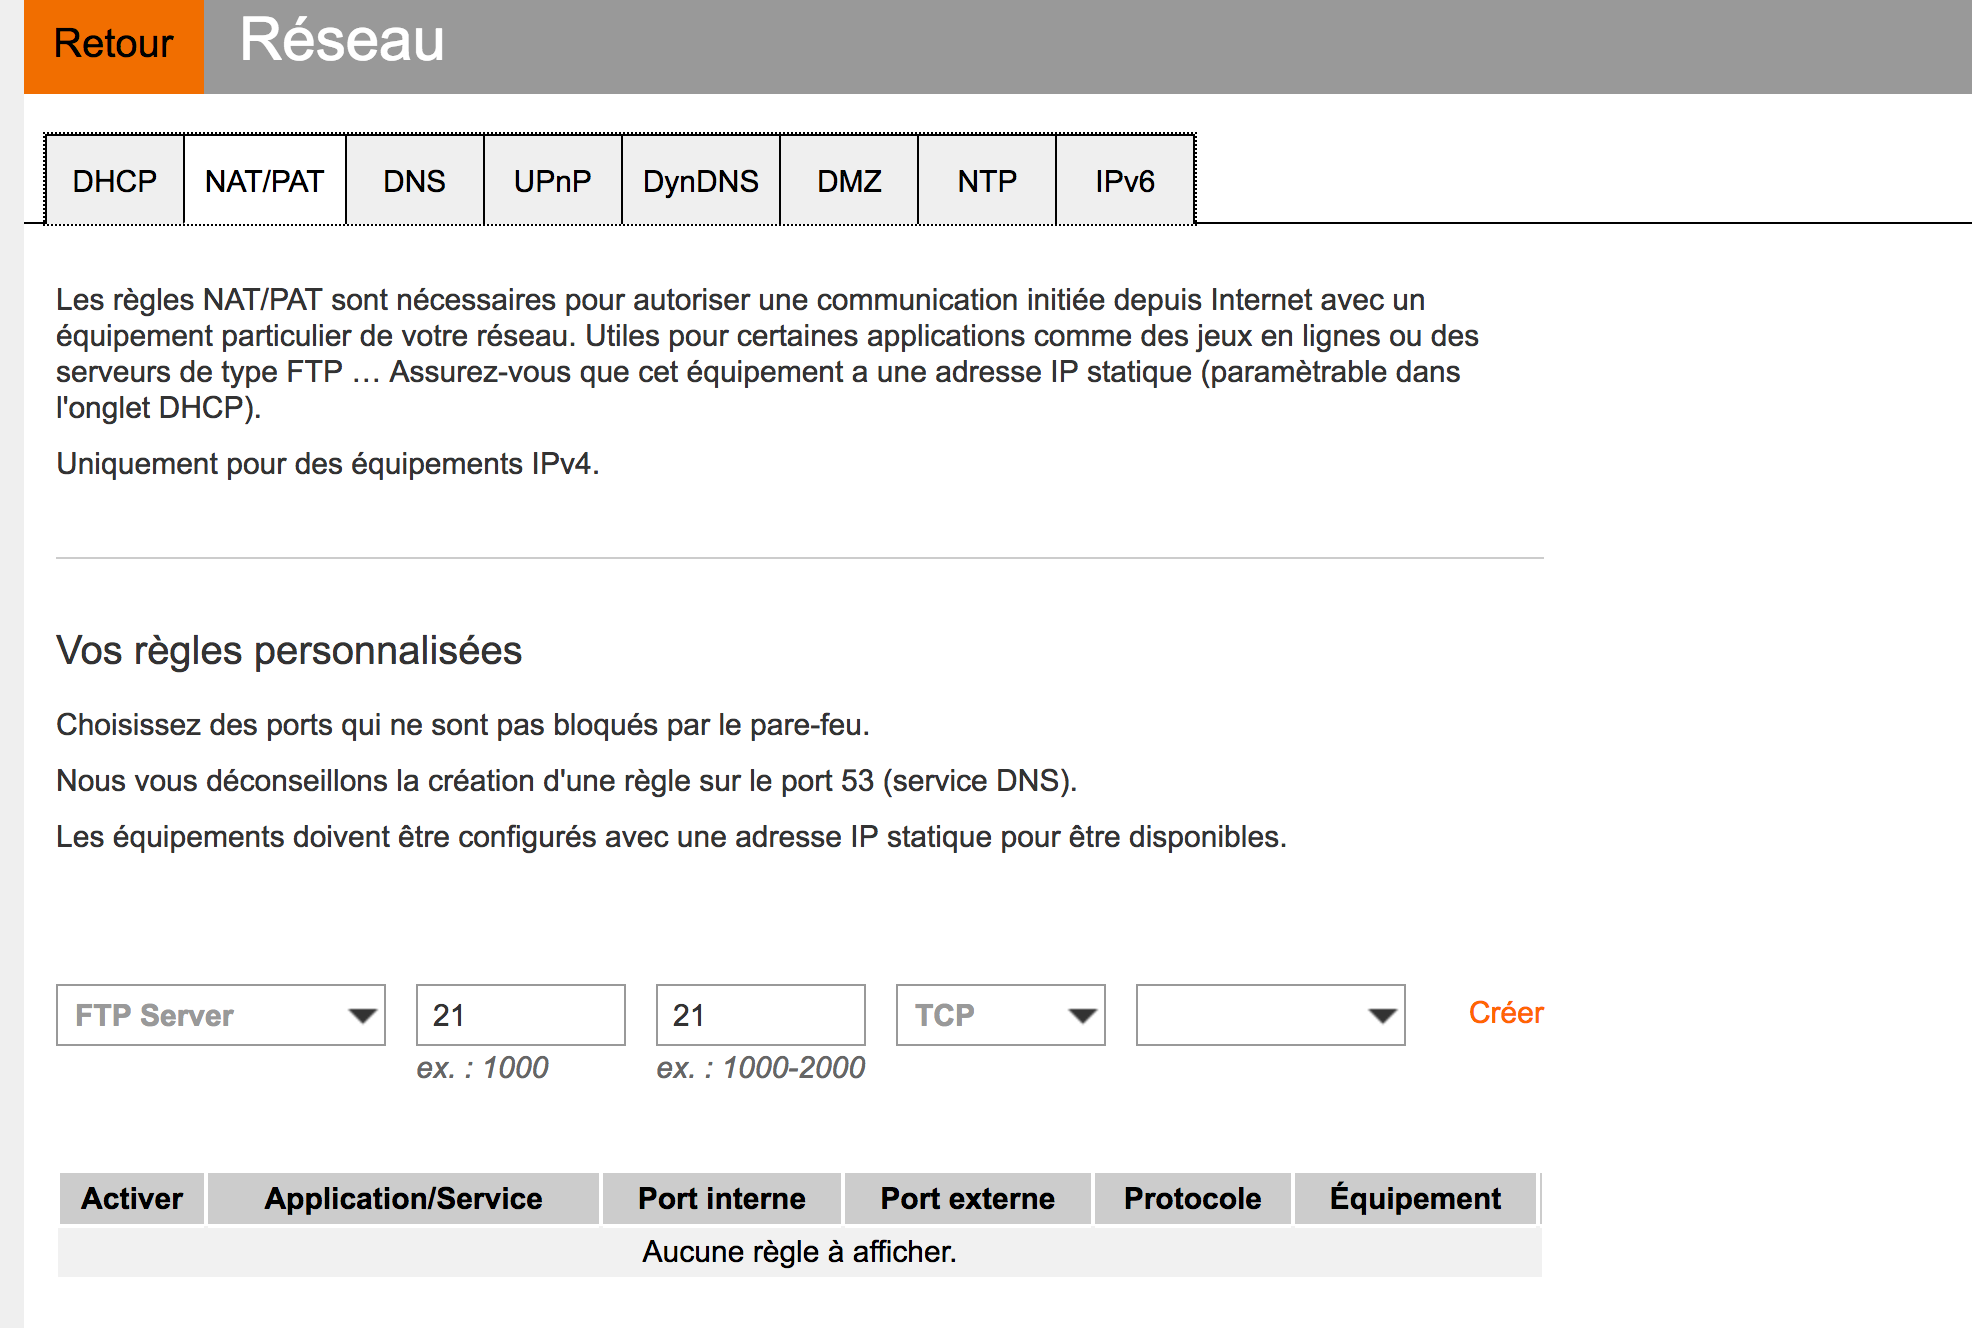 Retour Réseau
DHCP NAT/PAT DNS UPnP DynDNS DMZ NTP IPv6
Les règles NAT/PAT sont nécessaires pour autoriser une communication initiée depuis Internet avec un
équipement particulier de votre réseau. Utiles pour certaines applications comme des jeux en lignes ou des
serveurs de type FTP … Assurez-vous que cet équipement a une adresse IP statique (paramètrable dans
l'onglet DHCP).
Uniquement pour des équipements IPv4.
Vos règles personnalisées
Choisissez des ports qui ne sont pas bloqués par le pare-feu.
Nous vous déconseillons la création d'une règle sur le port 53 (service DNS).
Les équipements doivent être configurés avec une adresse IP statique pour être disponibles.
FTP Server 21 21 TCP Créer
ex. : 1000 ex. : 1000-2000
Activer Application/Service Port interne Port externe Protocole Équipement
Aucune règle à afficher.